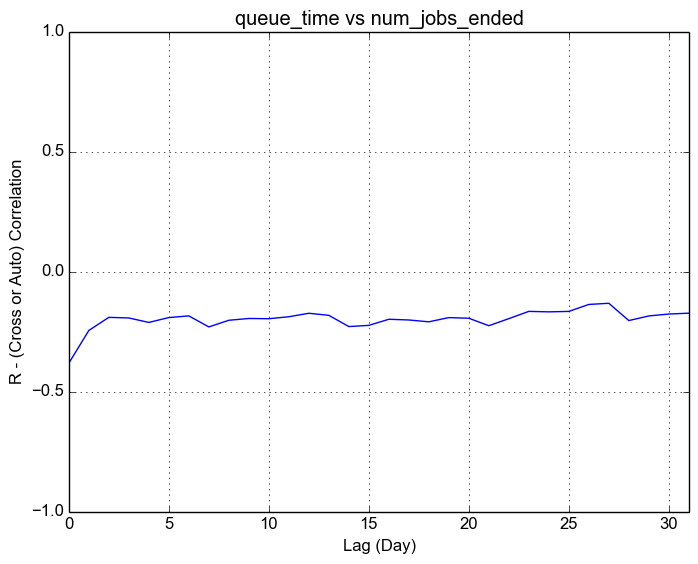 queue_time vs num_jobs_ended
1.0
0.5
0.0
−0.5
−1.0
R - (Cross or Auto) Correlation
0 5 10 15 20 25 30
Lag (Day)